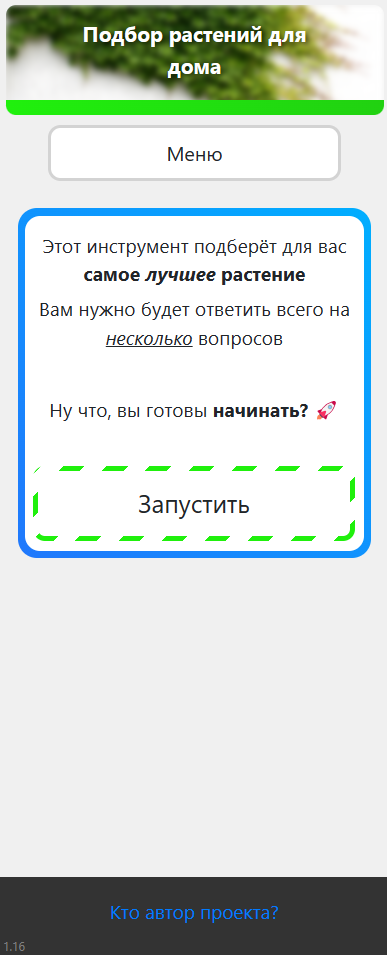 Подбор растений для
дома
Меню
Этот инструмент подберёт для вас
самое лучшее растение
Вам нужно будет ответить всего на
несколько вопросов
Ну что, вы готовы начинать? 🚀
Запустить
Кто автор проекта?
1.16